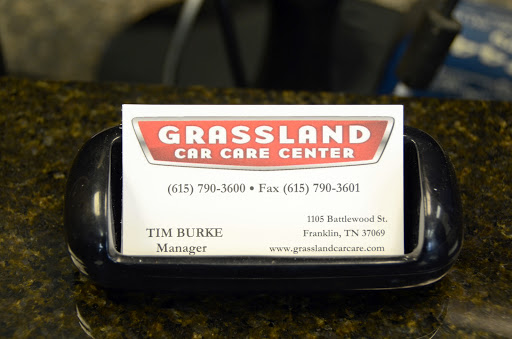 GRASSLAND
CAR CARE CENTER
(615) 790-3600 • Fax (615) 790-3601
1105 Battlewood St.
TIM BURKE Franklin, TN 37069
Manager www.grasslandcarcare.com